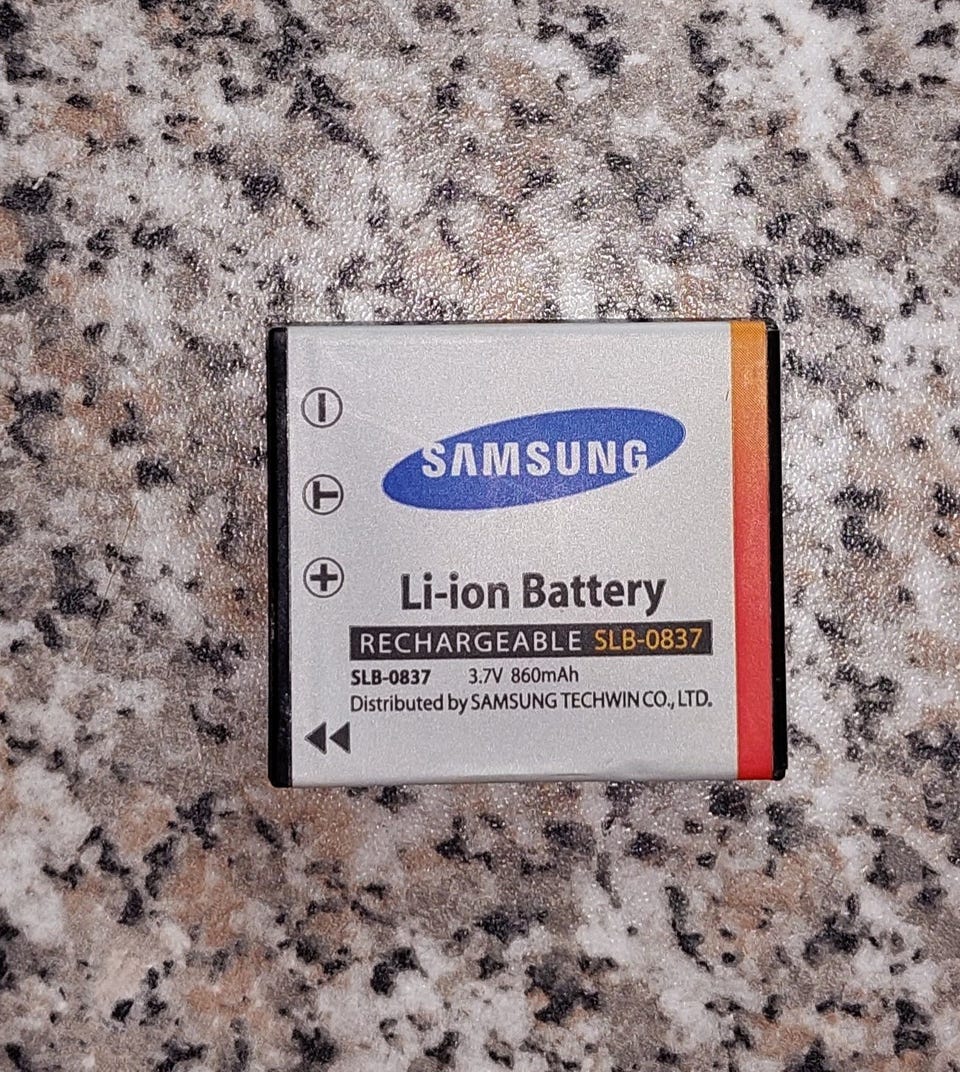 SAMSUNG
Li-ion Battery
RECHARGEABLE SLB-0837
SLB-0837 3.7V 860mAh
Distributed by SAMSUNG TECHWIN CO., LTD.
T